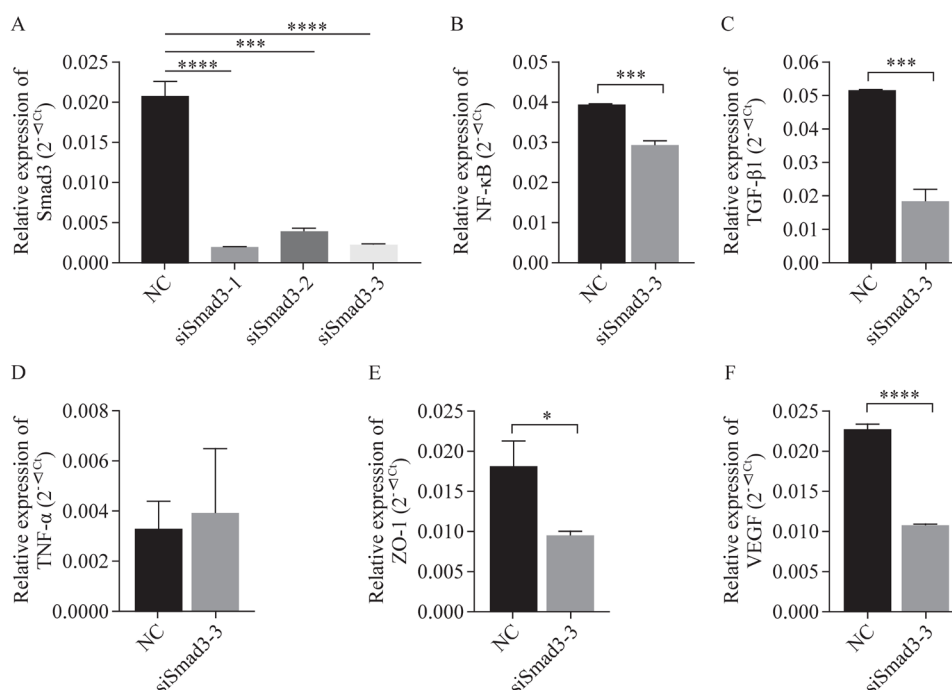 A
Relative expression of
Smad3 (2^-◁Ct)
0.025
0.020
0.015
0.010
0.005
0.000
****
***
****
NC
siSmad3-1
siSmad3-2
siSmad3-3
B
Relative expression of
NF-κB (2^-◁Ct)
0.05
0.04
0.03
0.02
0.01
0.00
***
NC
siSmad3-3
C
Relative expression of
TGF-β1 (2^-◁Ct)
0.06
0.05
0.04
0.03
0.02
0.01
0.00
***
NC
siSmad3-3
D
Relative expression of
TNF-α (2^-◁Ct)
0.008
0.006
0.004
0.002
0.0000
NC
siSmad3-3
E
Relative expression of
ZO-1 (2^-◁Ct)
0.025
0.020
0.015
0.010
0.005
0.000
*
NC
siSmad3-3
F
Relative expression of
VEGF (2^-◁Ct)
0.025
0.020
0.015
0.010
0.005
0.000
****
NC
siSmad3-3